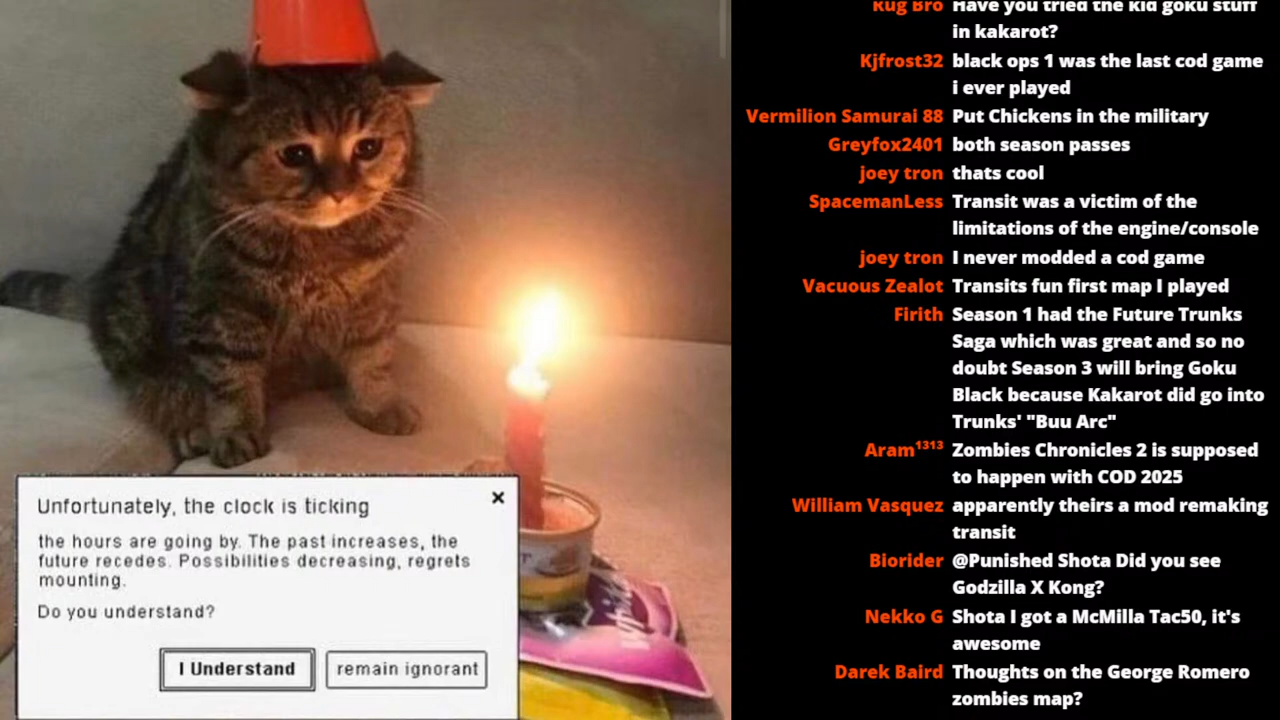 Unfortunately, the clock is ticking
the hours are going by. The past increases, the
future recedes. Possibilities decreasing, regrets
mounting.
Do you understand?
I Understand
remain ignorant
Rug Bro Have you tried the kid goku stuff
in kakarot?
Kjfrost32 black ops 1 was the last cod game
i ever played
Vermilion Samurai 88 Put Chickens in the military
Greyfox2401 both season passes
joey tron thats cool
SpacemanLess Transit was a victim of the
limitations of the engine/console
joey tron I never modded a cod game
Vacuous Zealot Transits fun first map I played
Firith Season 1 had the Future Trunks
Saga which was great and so no
doubt Season 3 will bring Goku
Black because Kakarot did go into
Trunks' "Buu Arc"
Aram¹³¹³ Zombies Chronicles 2 is supposed
to happen with COD 2025
William Vasquez apparently theirs a mod remaking
transit
Biorider @Punished Shota Did you see
Godzilla X Kong?
Nekko G Shota I got a McMilla Tac50, it's
awesome
Darek Baird Thoughts on the George Romero
zombies map?